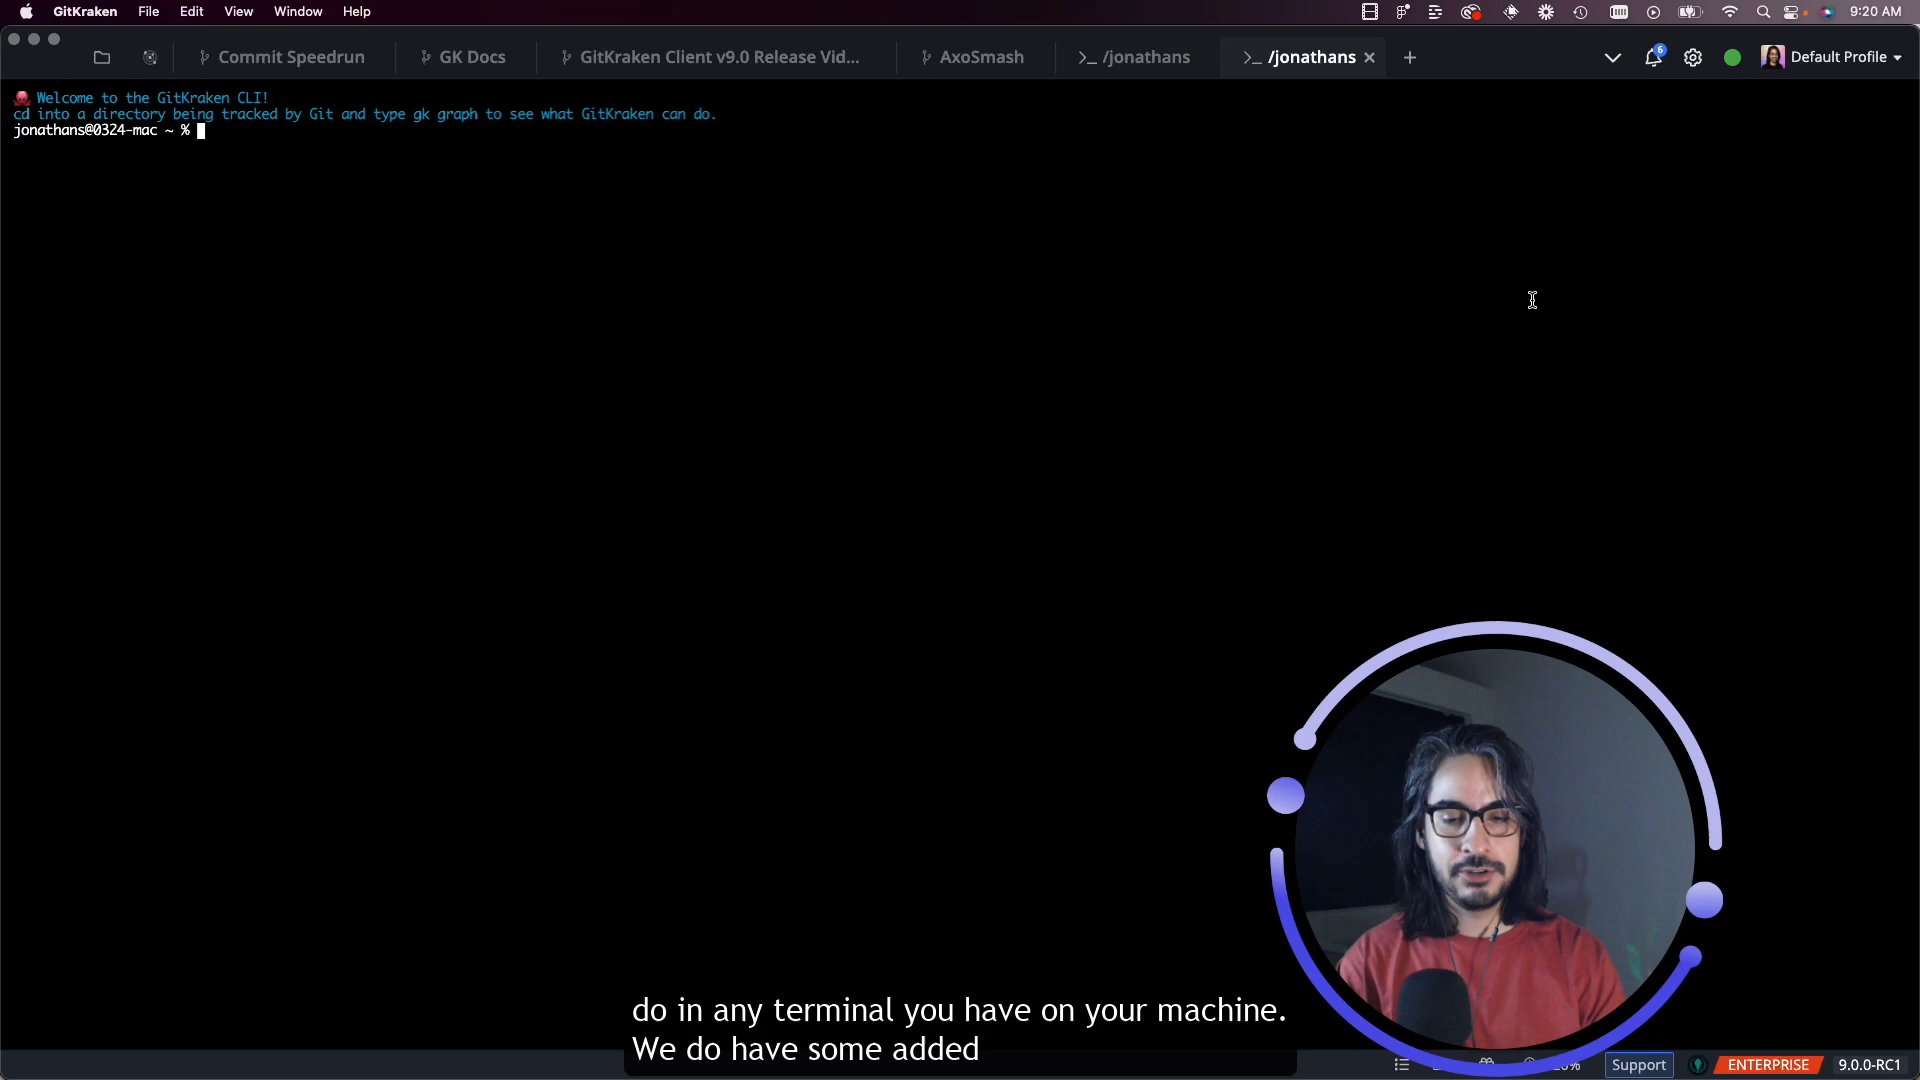 GitKraken File Edit View Window Help 9:20 AM
Commit Speedrun GK Docs GitKraken Client v9.0 Release Vid... AxoSmash >_ /jonathans >_ /jonathans × + 6 Default Profile
Welcome to the GitKraken CLI!
cd into a directory being tracked by Git and type gk graph to see what GitKraken can do.
jonathans@0324-mac ~ %
do in any terminal you have on your machine.
We do have some added
Support ENTERPRISE 9.0.0-RC1